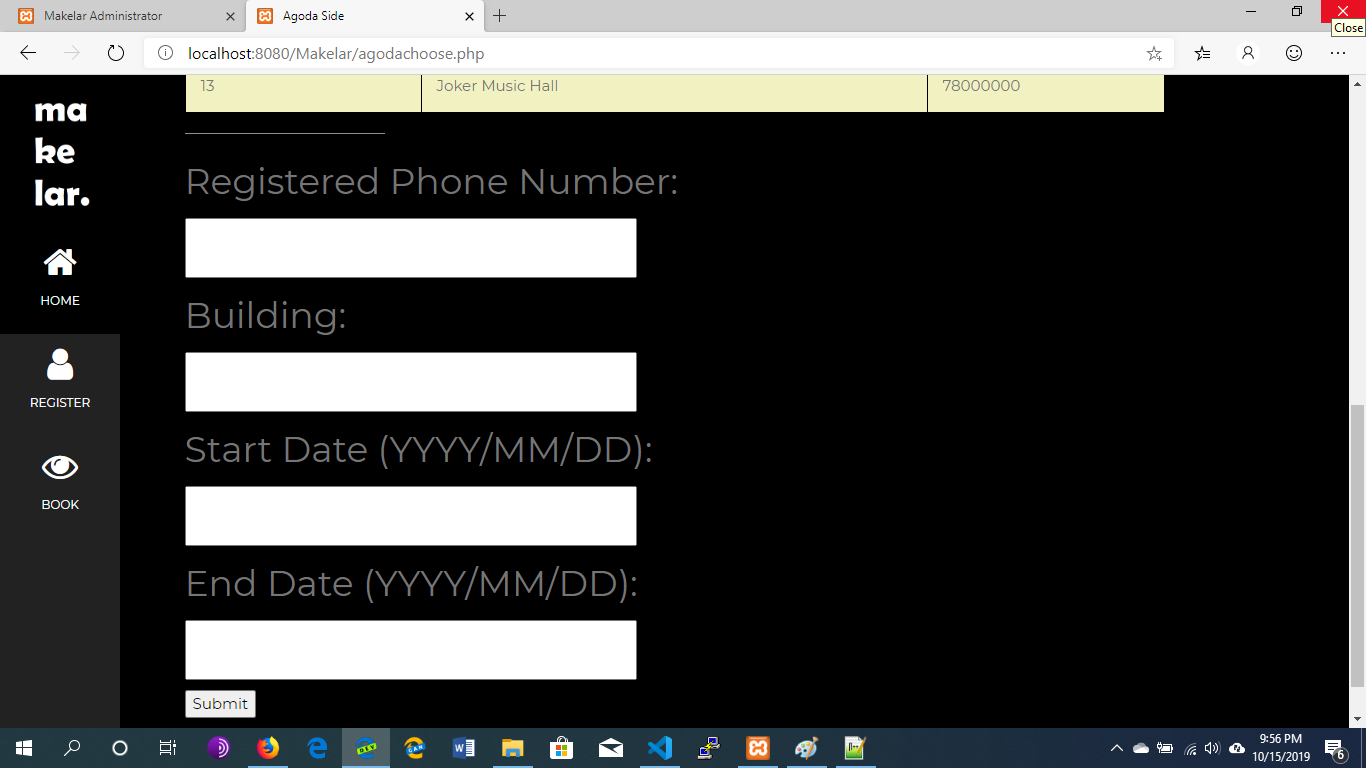 Makelar Administrator
Agoda Side
Close
localhost:8080/Makelar/agodachoose.php
13 Joker Music Hall 78000000
ma
ke
lar.
HOME
REGISTER
BOOK
Registered Phone Number:
Building:
Start Date (YYYY/MM/DD):
End Date (YYYY/MM/DD):
Submit
DEV
CAN
9:56 PM
10/15/2019
6